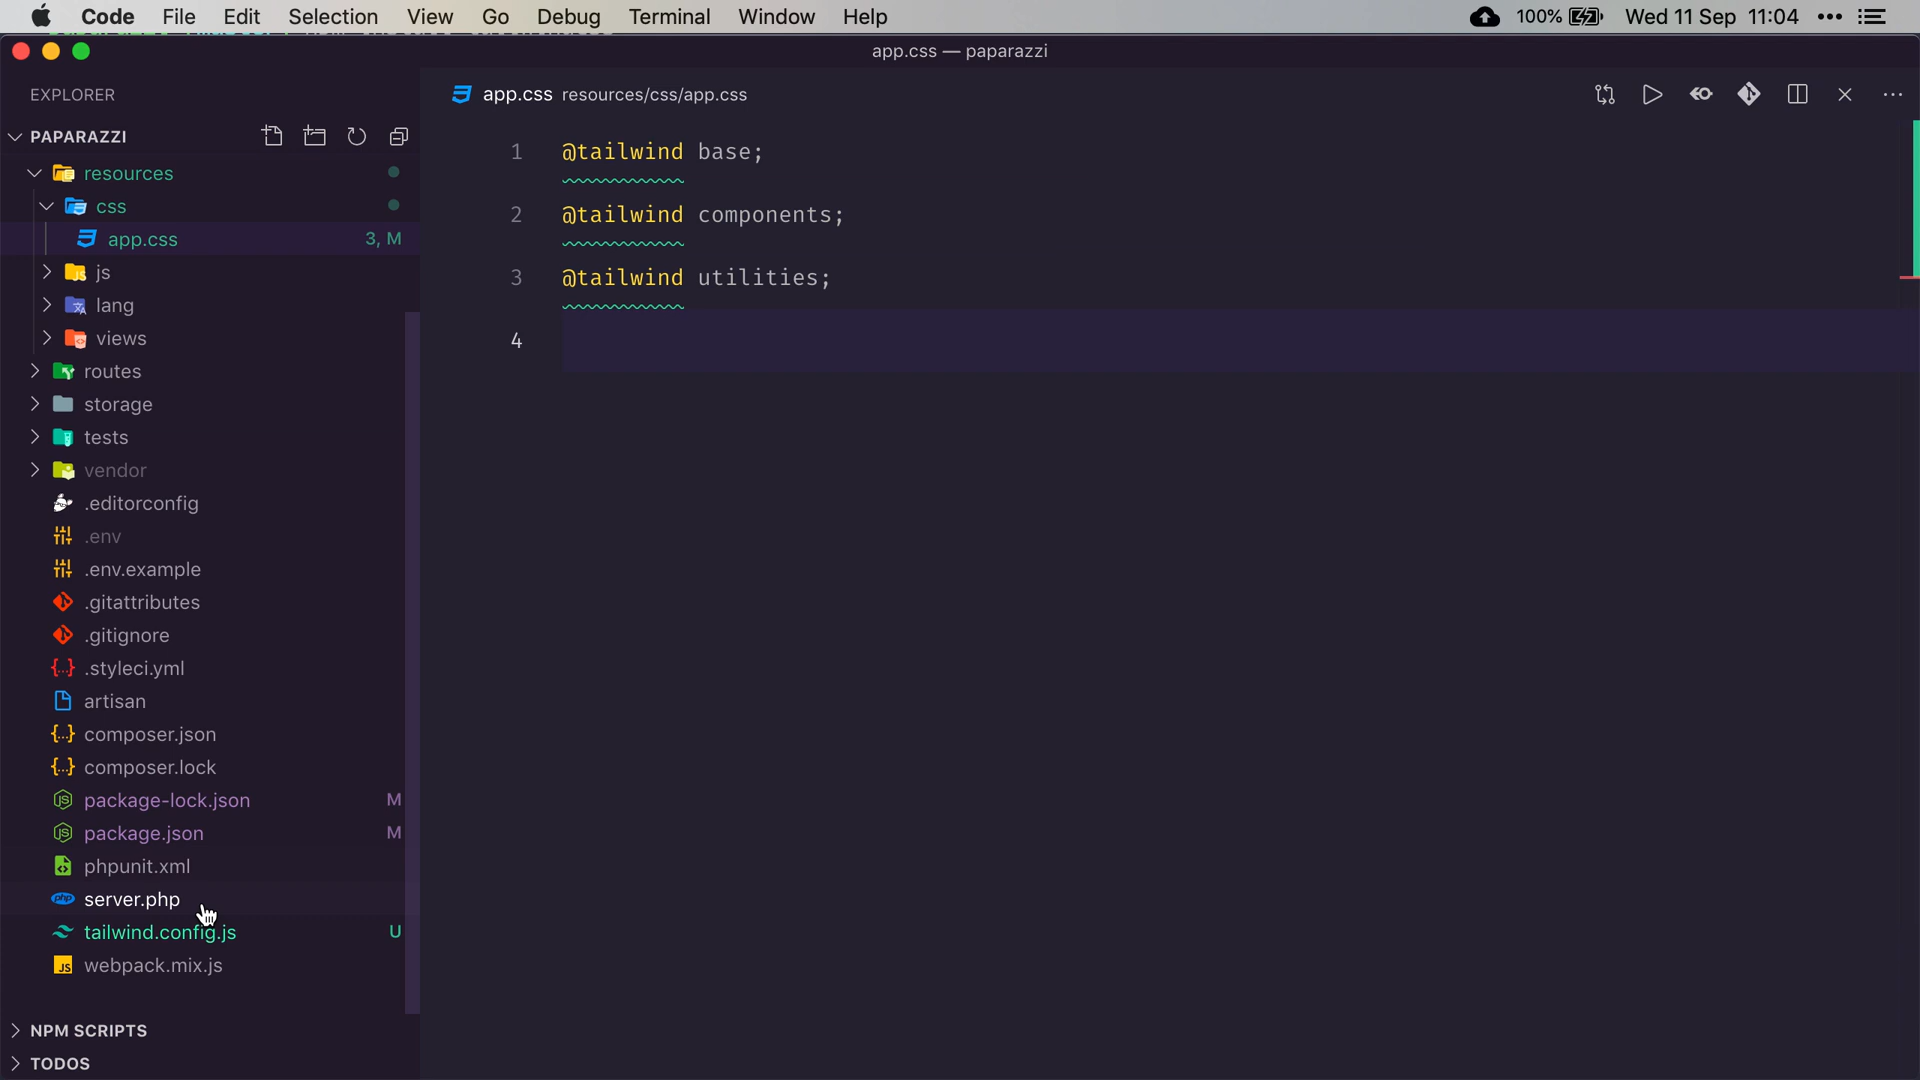 Code File Edit Selection View Go Debug Terminal Window Help 100% Wed 11 Sep 11:04
app.css — paparazzi
EXPLORER
PAPARAZZI
resources
css
app.css 3, M
js
lang
views
routes
storage
tests
vendor
.editorconfig
.env
.env.example
.gitattributes
.gitignore
.styleci.yml
artisan
composer.json
composer.lock
package-lock.json M
package.json M
phpunit.xml
server.php
tailwind.config.js U
webpack.mix.js
NPM SCRIPTS
TODOS
app.css resources/css/app.css
1 @tailwind base;
2 @tailwind components;
3 @tailwind utilities;
4